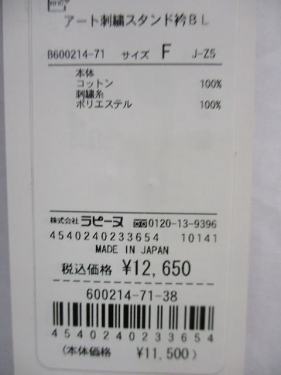 アート刺繍スタンド衿BL
B600214-71 サイズ F J-Z5
本体
コットン 100%
刺繍糸
ポリエステル 100%
株式会社 ラピーヌ 0120-13-9396
4540240233654 10141
MADE IN JAPAN
税込価格 ¥12,650
600214-71-38
4540240233654
(本体価格 ¥11,500)